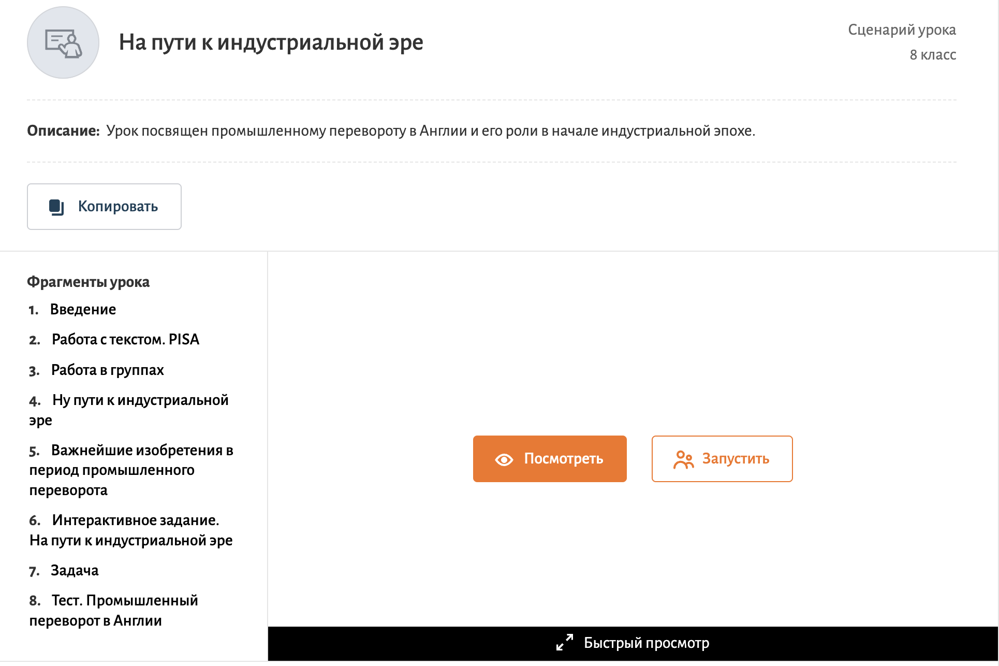 На пути к индустриальной эре
Сценарий урока
8 класс
Описание: Урок посвящен промышленному перевороту в Англии и его роли в начале индустриальной эпохе.
Копировать
Фрагменты урока
1. Введение
2. Работа с текстом. PISA
3. Работа в группах
4. Ну пути к индустриальной
эре
5. Важнейшие изобретения в
период промышленного
переворота
6. Интерактивное задание.
На пути к индустриальной эре
7. Задача
8. Тест. Промышленный
переворот в Англии
Посмотреть
Запустить
Быстрый просмотр